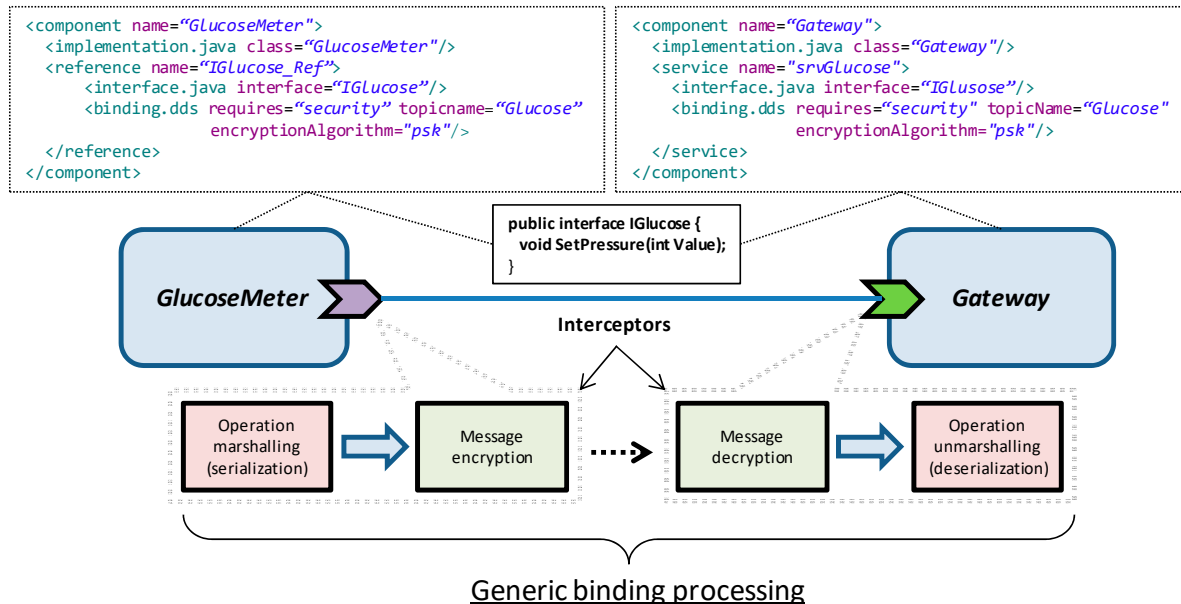 <component name=“GlucoseMeter">
<implementation.java class=“GlucoseMeter"/>
<reference name=“IGlucose_Ref”>
<interface.java interface=“IGlucose”/>
<binding.dds requires=“security” topicname=“Glucose”
encryptionAlgorithm="psk"/>
</reference>
</component>
<component name=“Gateway">
<implementation.java class=“Gateway"/>
<service name="srvGlucose">
<interface.java interface=“IGlusose”/>
<binding.dds requires=“security" topicName=“Glucose"
encryptionAlgorithm="psk"/>
</service>
</component>
public interface IGlucose {
void SetPressure(int Value);
}
GlucoseMeter
Gateway
Interceptors
Operation
marshalling
(serialization)
Message
encryption
Message
decryption
Operation
unmarshalling
(deserialization)
Generic binding processing